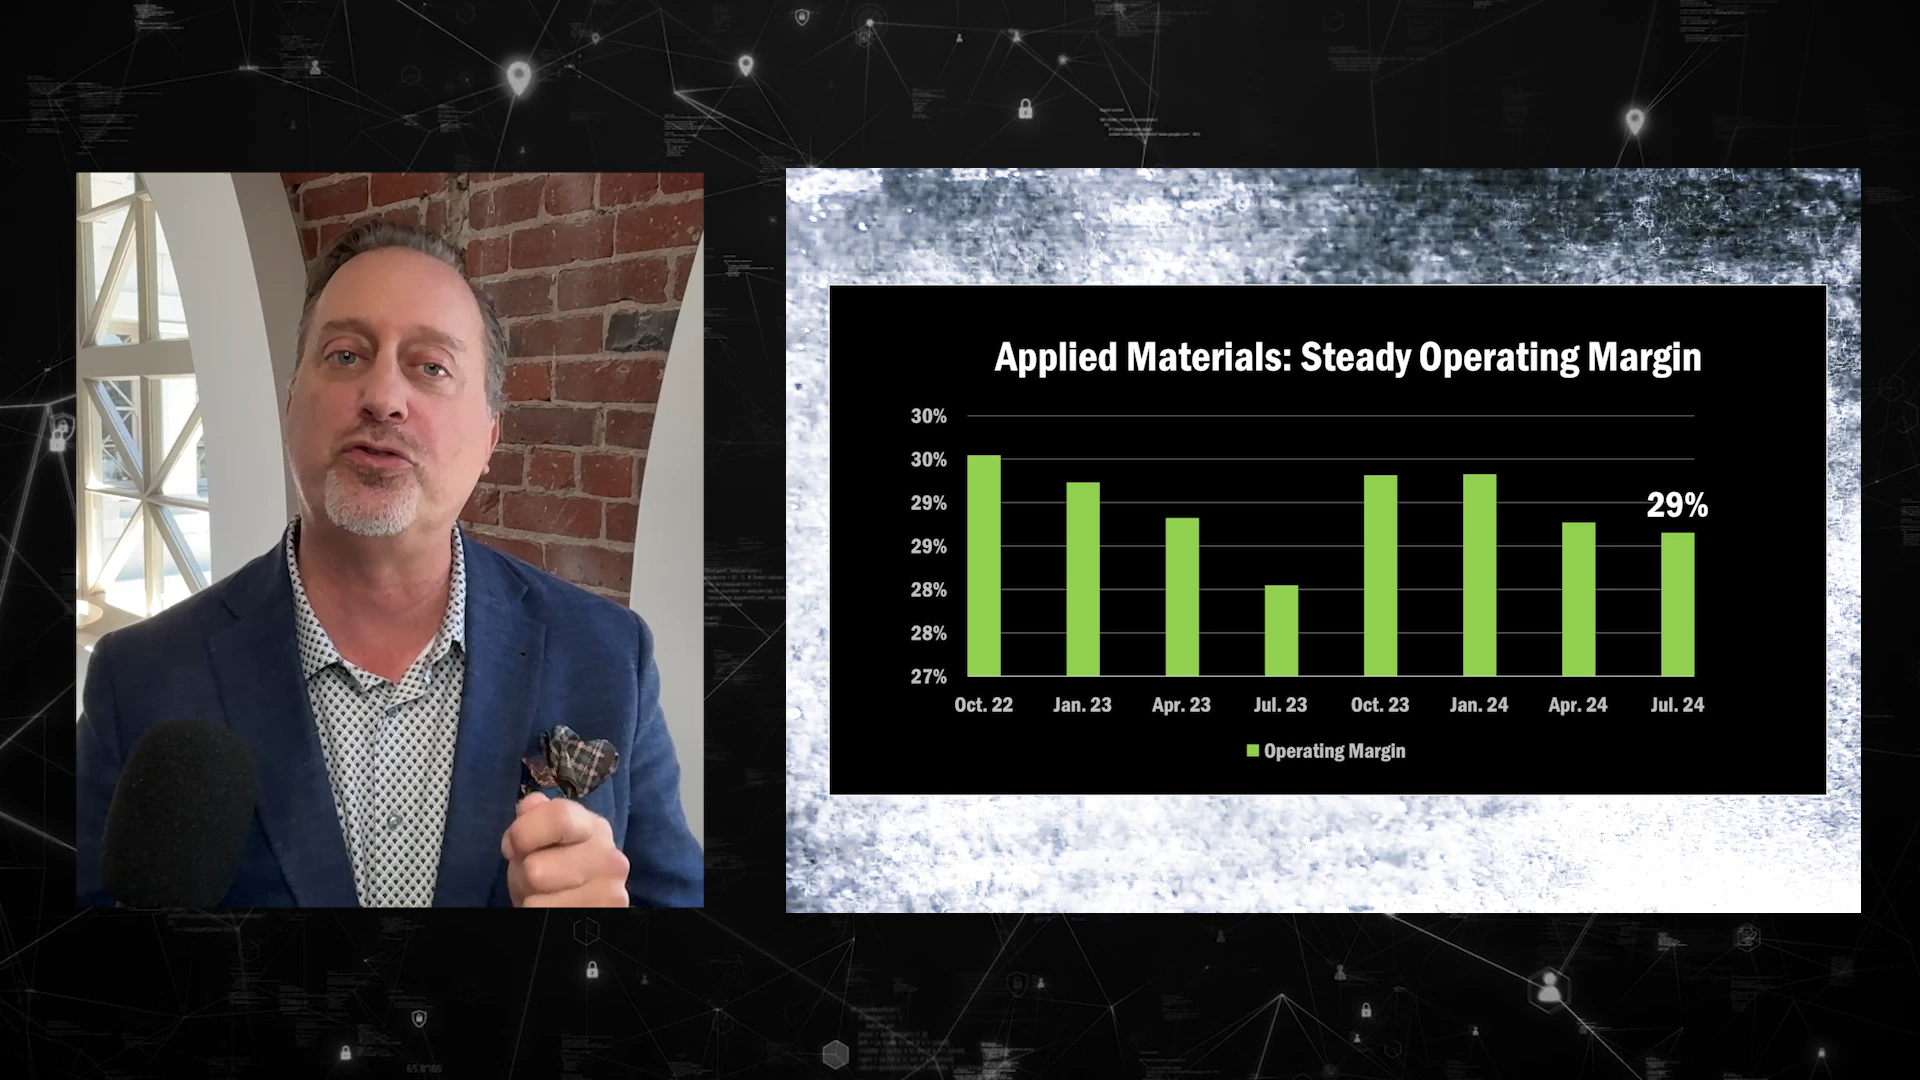 Applied Materials: Steady Operating Margin
30%
30%
29%
29%
29%
28%
28%
27%
Oct. 22 Jan. 23 Apr. 23 Jul. 23 Oct. 23 Jan. 24 Apr. 24 Jul. 24
Operating Margin